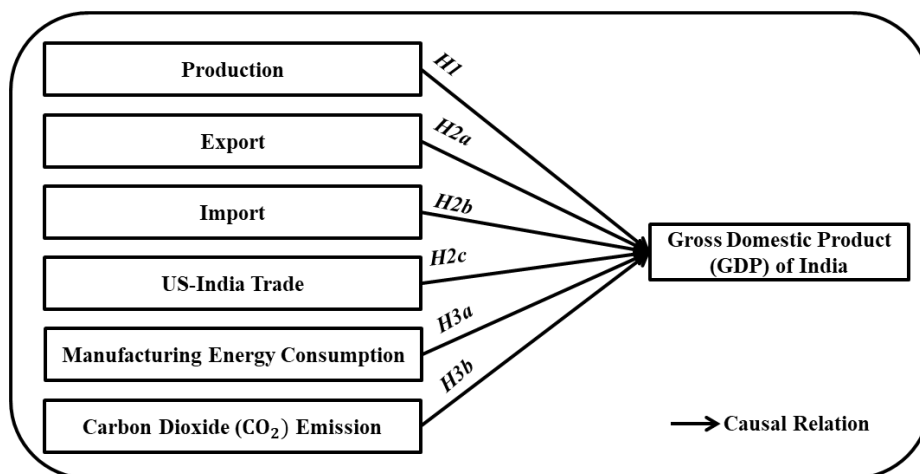 Production
H1
Export
H2a
Import
H2b
US-India Trade
H2c
Manufacturing Energy Consumption
H3a
Carbon Dioxide (CO₂) Emission
H3b
Gross Domestic Product
(GDP) of India
Causal Relation